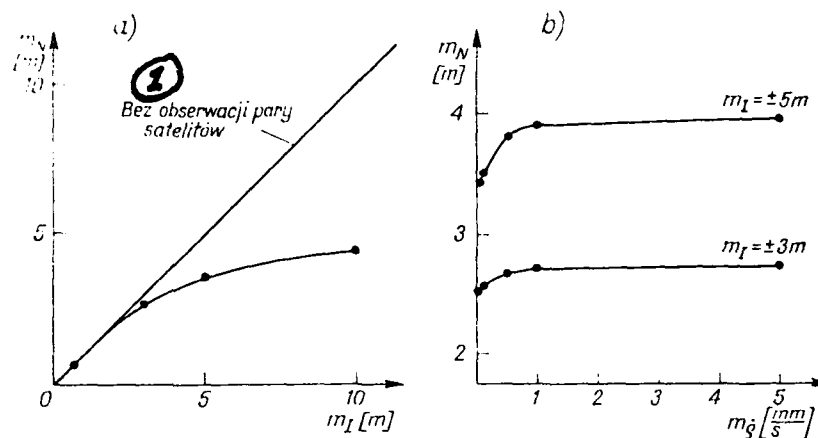 a)
m_N
[m]
10
1
Bez obserwacji pary
satelitów
5
0
5
10
m_I [m]
b)
m_N
[m]
4
3
2
m_I = ±5m
m_I = ±3m
1
2
3
4
5
m_ρ̇ [mm/s]